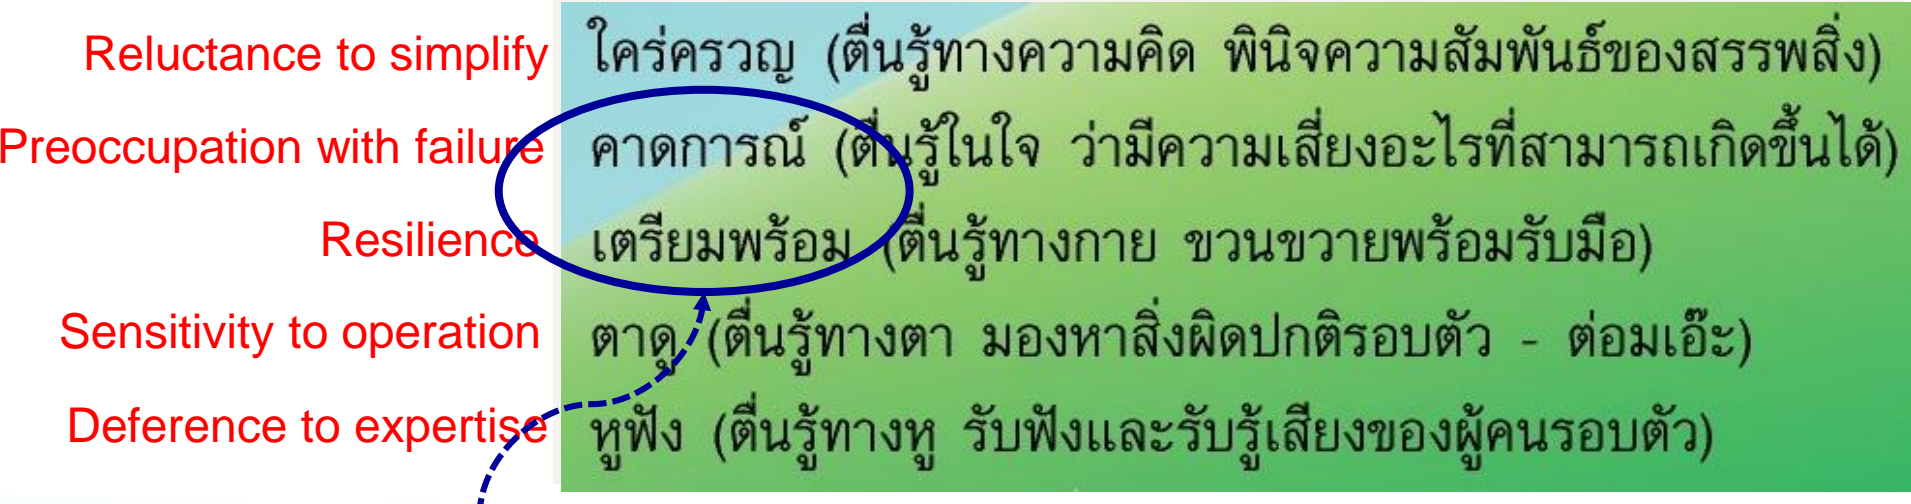 Reluctance to simplify ใคร่ครวญ (ตื่นรู้ทางความคิด พินิจความสัมพันธ์ของสรรพสิ่ง)
Preoccupation with failure คาดการณ์ (ตื่นรู้ในใจ ว่ามีความเสี่ยงอะไรที่สามารถเกิดขึ้นได้)
Resilience เตรียมพร้อม (ตื่นรู้ทางกาย ขวนขวายพร้อมรับมือ)
Sensitivity to operation ตาดู (ตื่นรู้ทางตา มองหาสิ่งผิดปกติรอบตัว - ต่อมเอ๊ะ)
Deference to expertise หูฟัง (ตื่นรู้ทางหู รับฟังและรับรู้เสียงของผู้คนรอบตัว)